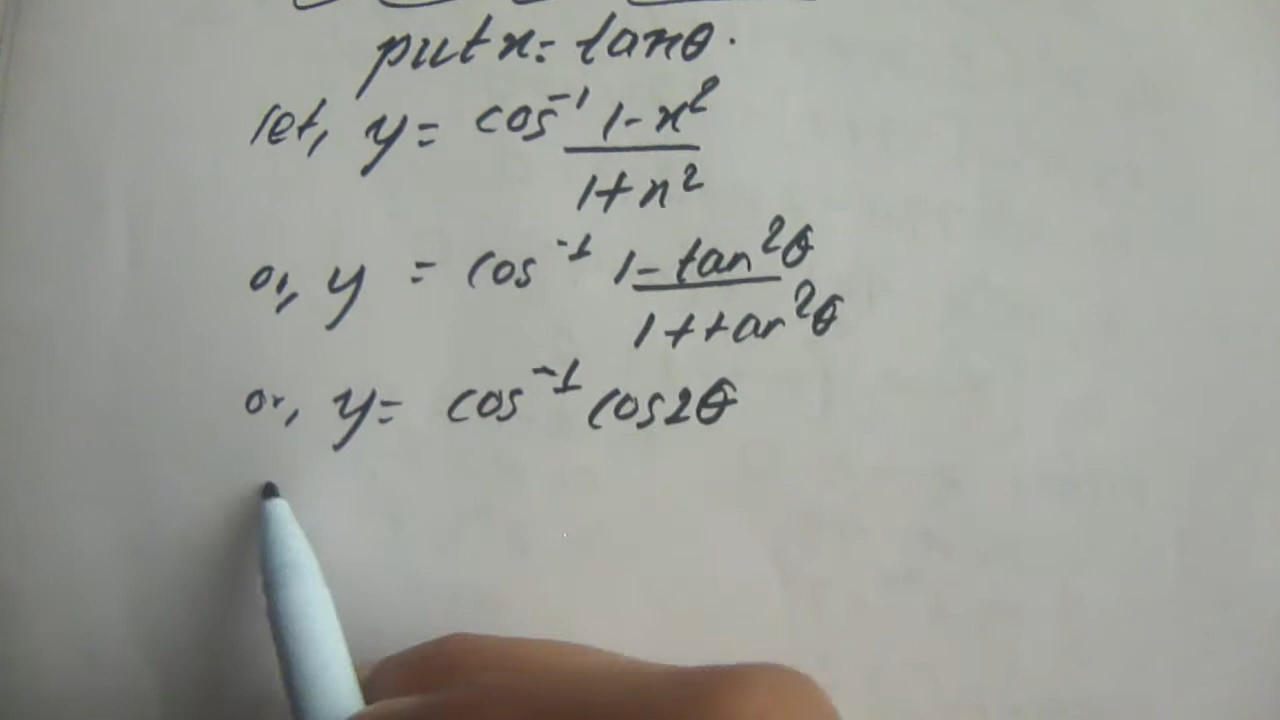 put x = tanθ.
Let, y = cos⁻¹ 1-x²
1+x²
or, y = cos⁻¹ 1-tan²θ
1+tan²θ
or, y = cos⁻¹ cos2θ